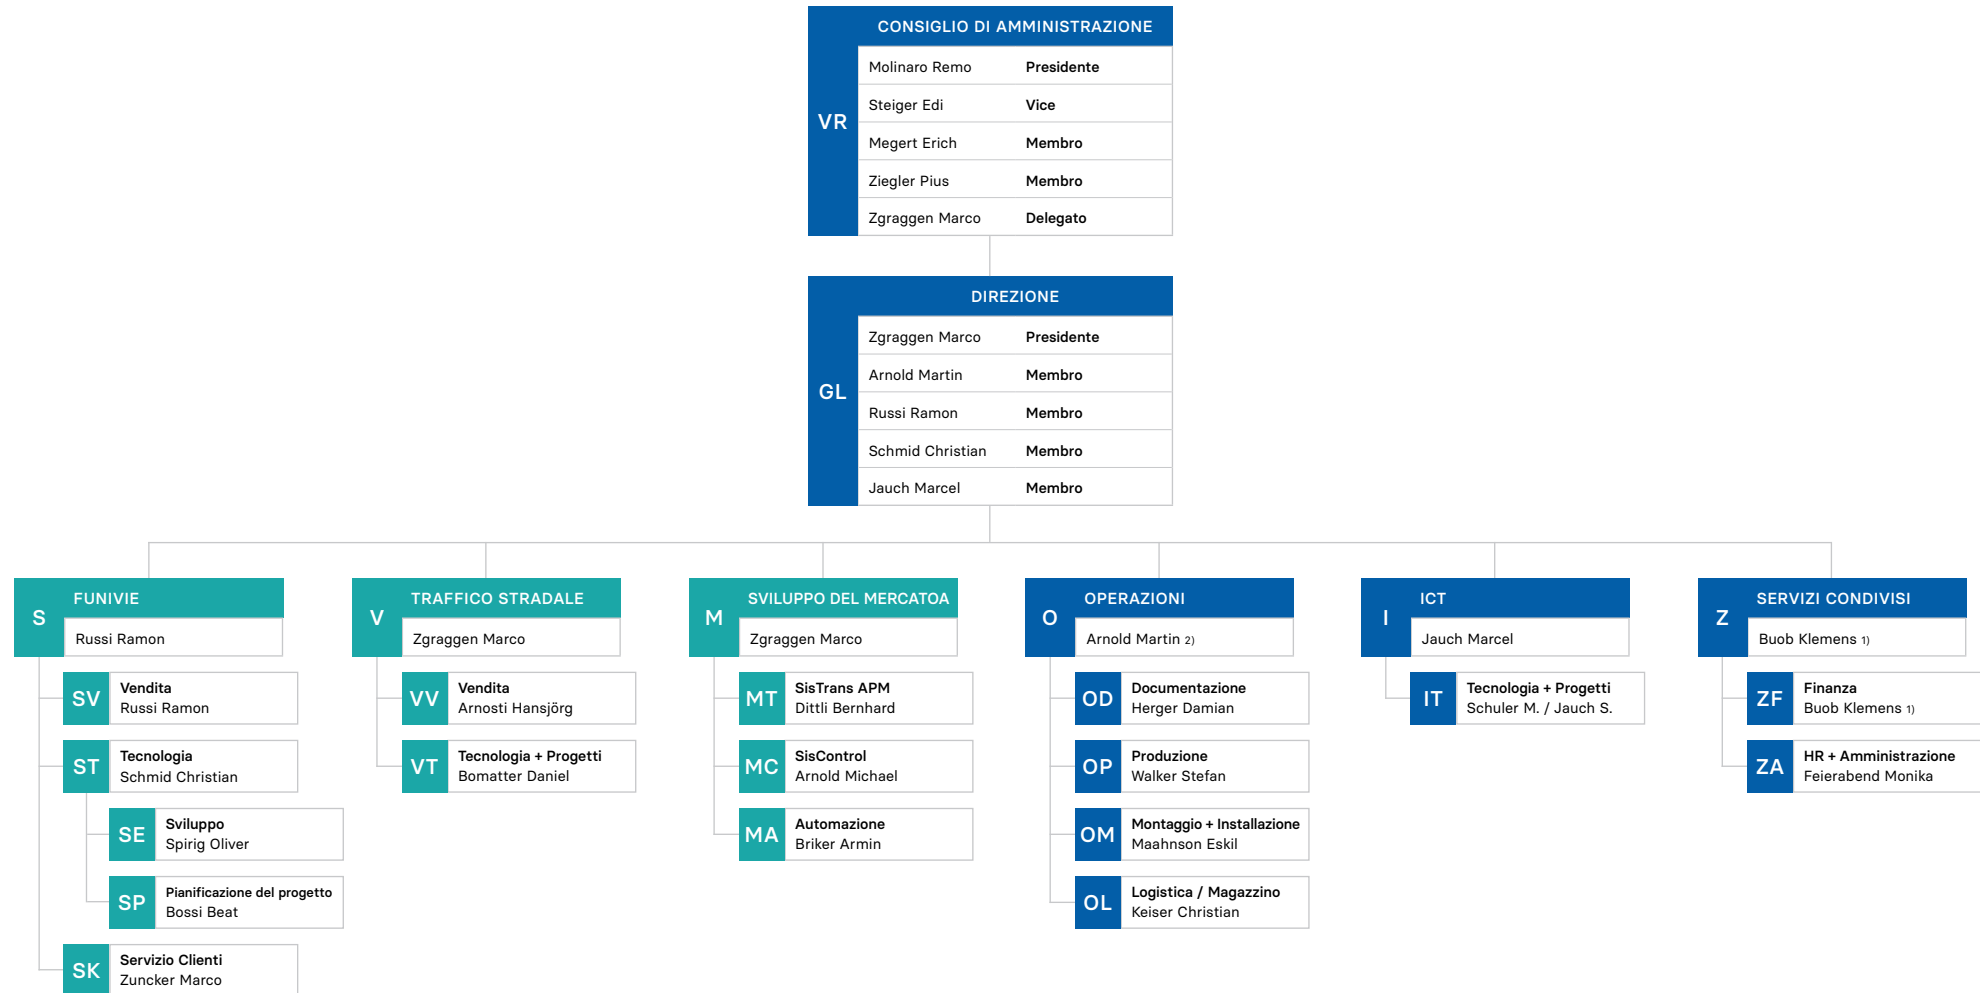 CONSIGLIO DI AMMINISTRAZIONE
VR
Molinaro Remo Presidente
Steiger Edi Vice
Megert Erich Membro
Ziegler Pius Membro
Zgraggen Marco Delegato
DIREZIONE
GL
Zgraggen Marco Presidente
Arnold Martin Membro
Russi Ramon Membro
Schmid Christian Membro
Jauch Marcel Membro
S
FUNIVIE
Russi Ramon
SV
Vendita
Russi Ramon
ST
Tecnologia
Schmid Christian
SE
Sviluppo
Spirig Oliver
SP
Pianificazione del progetto
Bossi Beat
SK
Servizio Clienti
Zuncker Marco
V
TRAFFICO STRADALE
Zgraggen Marco
VV
Vendita
Arnosti Hansjörg
VT
Tecnologia + Progetti
Bomatter Daniel
M
SVILUPPO DEL MERCATOA
Zgraggen Marco
MT
SisTrans APM
Dittli Bernhard
MC
SisControl
Arnold Michael
MA
Automazione
Briker Armin
O
OPERAZIONI
Arnold Martin 2)
OD
Documentazione
Herger Damian
OP
Produzione
Walker Stefan
OM
Montaggio + Installazione
Maahnson Eskil
OL
Logistica / Magazzino
Keiser Christian
I
ICT
Jauch Marcel
IT
Tecnologia + Progetti
Schuler M. / Jauch S.
Z
SERVIZI CONDIVISI
Buob Klemens 1)
ZF
Finanza
Buob Klemens 1)
ZA
HR + Amministrazione
Feierabend Monika